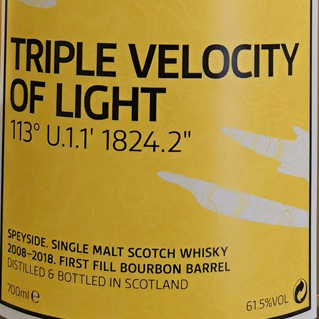 TRIPLE VELOCITY
OF LIGHT
113° U.1.1' 1824.2"
SPEYSIDE. SINGLE MALT SCOTCH WHISKY
2008-2018. FIRST FILL BOURBON BARREL
DISTILLED & BOTTLED IN SCOTLAND
700ml ℮
61.5%VOL